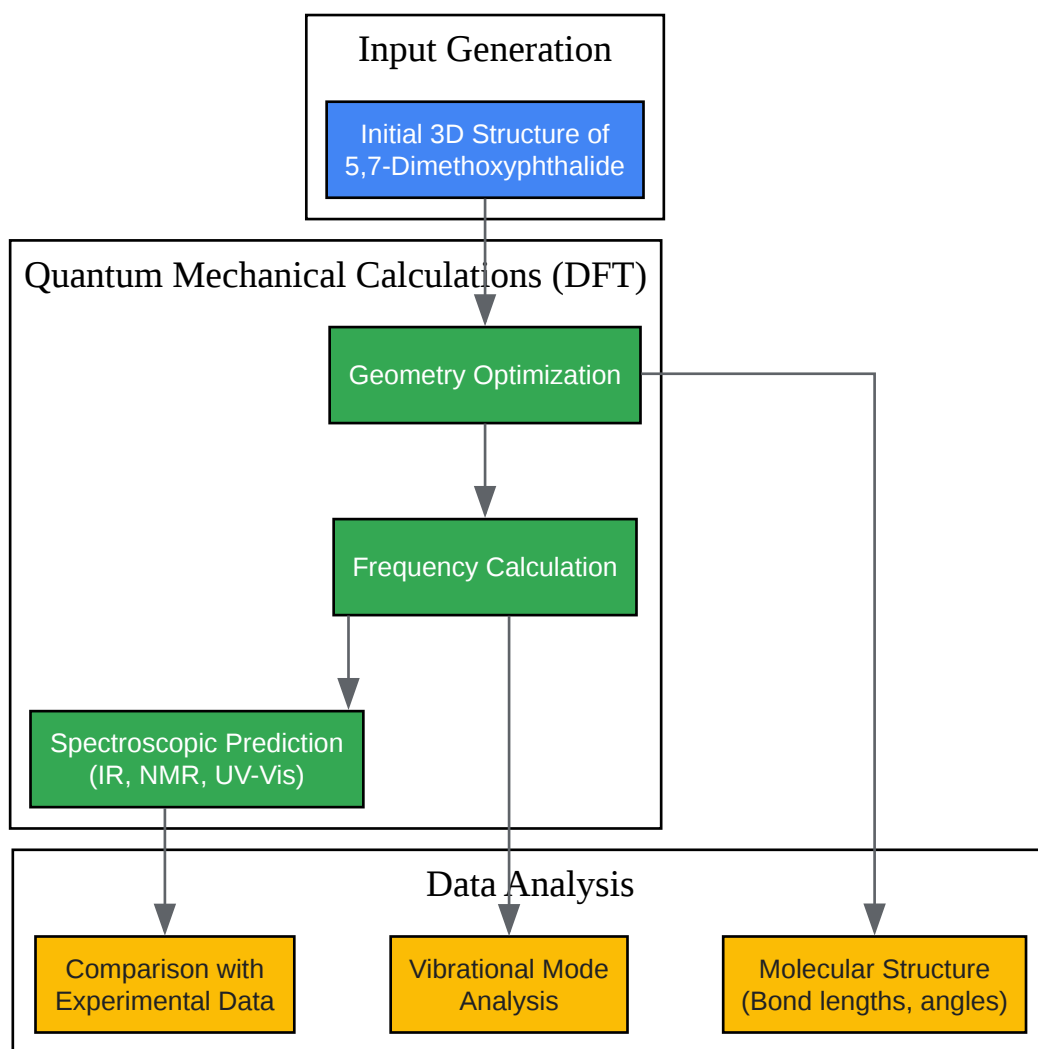 Input Generation
Initial 3D Structure of
5,7-Dimethoxyphthalide
Quantum Mechanical Calculations (DFT)
Geometry Optimization
Frequency Calculation
Spectroscopic Prediction
(IR, NMR, UV-Vis)
Data Analysis
Comparison with
Experimental Data
Vibrational Mode
Analysis
Molecular Structure
(Bond lengths, angles)